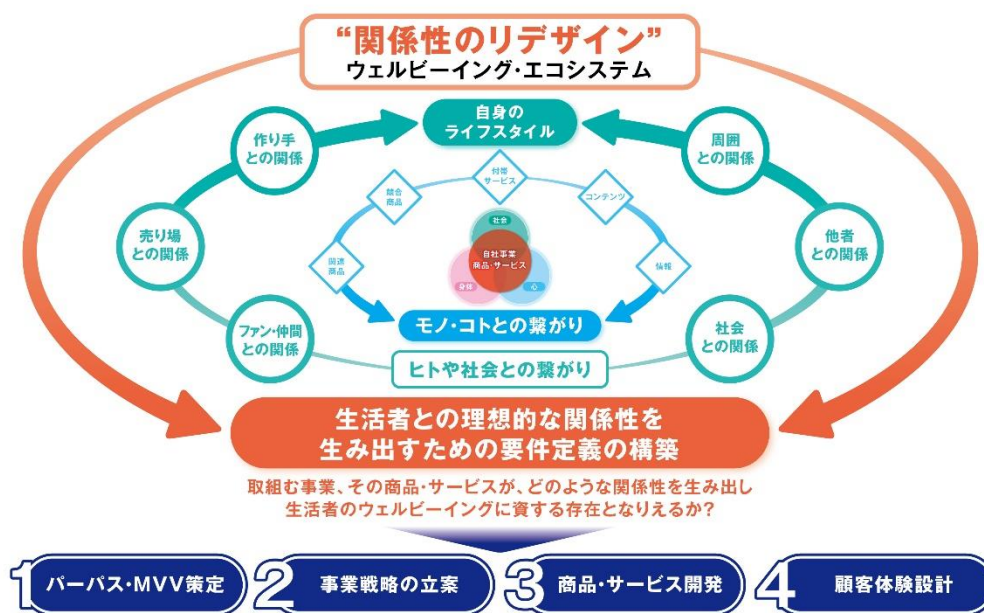 “関係性のリデザイン”
ウェルビーイング・エコシステム
自身の
ライフスタイル
作り手
との関係
周囲
との関係
売り場
との関係
他者
との関係
ファン・仲間
との関係
社会
との関係
付帯
サービス
競合
商品
コンテンツ
関連
商品
情報
社会
自社事業
商品・サービス
身体
心
モノ・コトとの繋がり
ヒトや社会との繋がり
生活者との理想的な関係性を
生み出すための要件定義の構築
取組む事業、その商品・サービスが、どのような関係性を生み出し
生活者のウェルビーイングに資する存在となりえるか?
1 パーパス・MVV策定
2 事業戦略の立案
3 商品・サービス開発
4 顧客体験設計